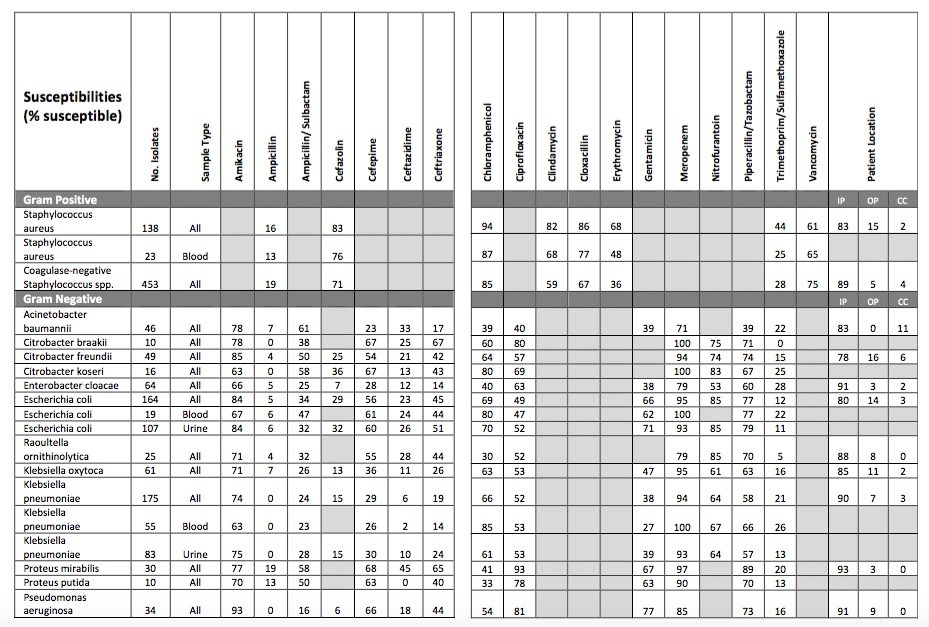 Susceptibilities
(% susceptible)
No. Isolates
Sample Type
Amikacin
Ampicillin
Ampicillin/ Sulbactam
Cefazolin
Cefepime
Ceftazidime
Ceftriaxone
Chloramphenicol
Ciprofloxacin
Clindamycin
Cloxacillin
Erythromycin
Gentamicin
Meropenem
Nitrofurantoin
Piperacillin/Tazobactam
Trimethoprim/Sulfamethoxazole
Vancomycin
Patient Location
Gram Positive IP OP CC
Staphylococcus
aureus 138 All 16 83 94 82 86 68 44 61 83 15 2
Staphylococcus
aureus 23 Blood 13 76 87 68 77 48 25 65
Coagulase-negative
Staphylococcus spp. 453 All 19 71 85 59 67 36 28 75 89 5 4
Gram Negative IP OP CC
Acinetobacter
baumannii 46 All 78 7 61 23 33 17 39 40 39 71 39 22 83 0 11
Citrobacter braakii 10 All 78 0 38 67 25 67 60 80 100 75 71 0
Citrobacter freundii 49 All 85 4 50 25 54 21 42 64 57 94 74 74 15 78 16 6
Citrobacter koseri 16 All 63 0 58 36 67 13 43 80 69 100 83 67 25
Enterobacter cloacae 64 All 66 5 25 7 28 12 14 40 63 38 79 53 60 28 91 3 2
Escherichia coli 164 All 84 5 34 29 56 23 45 69 49 66 95 85 77 12 80 14 3
Escherichia coli 19 Blood 67 6 47 61 24 44 80 47 62 100 77 22
Escherichia coli 107 Urine 84 6 32 32 60 26 51 70 52 71 93 85 79 11
Raoultella
ornithinolytica 25 All 71 4 32 55 28 44 30 52 79 85 70 5 88 8 0
Klebsiella oxytoca 61 All 71 7 26 13 36 11 26 63 53 47 95 61 63 16 85 11 2
Klebsiella
pneumoniae 175 All 74 0 24 15 29 6 19 66 52 38 94 64 58 21 90 7 3
Klebsiella
pneumoniae 55 Blood 63 0 23 26 2 14 85 53 27 100 67 66 26
Klebsiella
pneumoniae 83 Urine 75 0 28 15 30 10 24 61 53 39 93 64 57 13
Proteus mirabilis 30 All 77 19 58 68 45 65 41 93 67 97 89 20 93 3 0
Proteus putida 10 All 70 13 50 63 0 40 33 78 63 90 70 13
Pseudomonas
aeruginosa 34 All 93 0 16 6 66 18 44 54 81 77 85 73 16 91 9 0